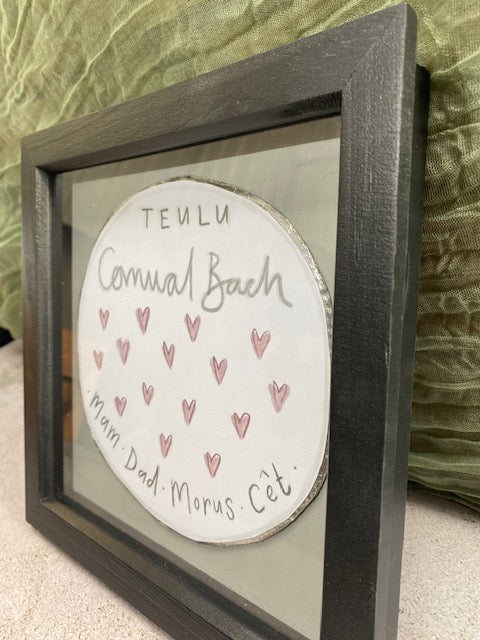 TEULU
Cornwal Bach
· Mam · Dad · Morus · Cêt ·